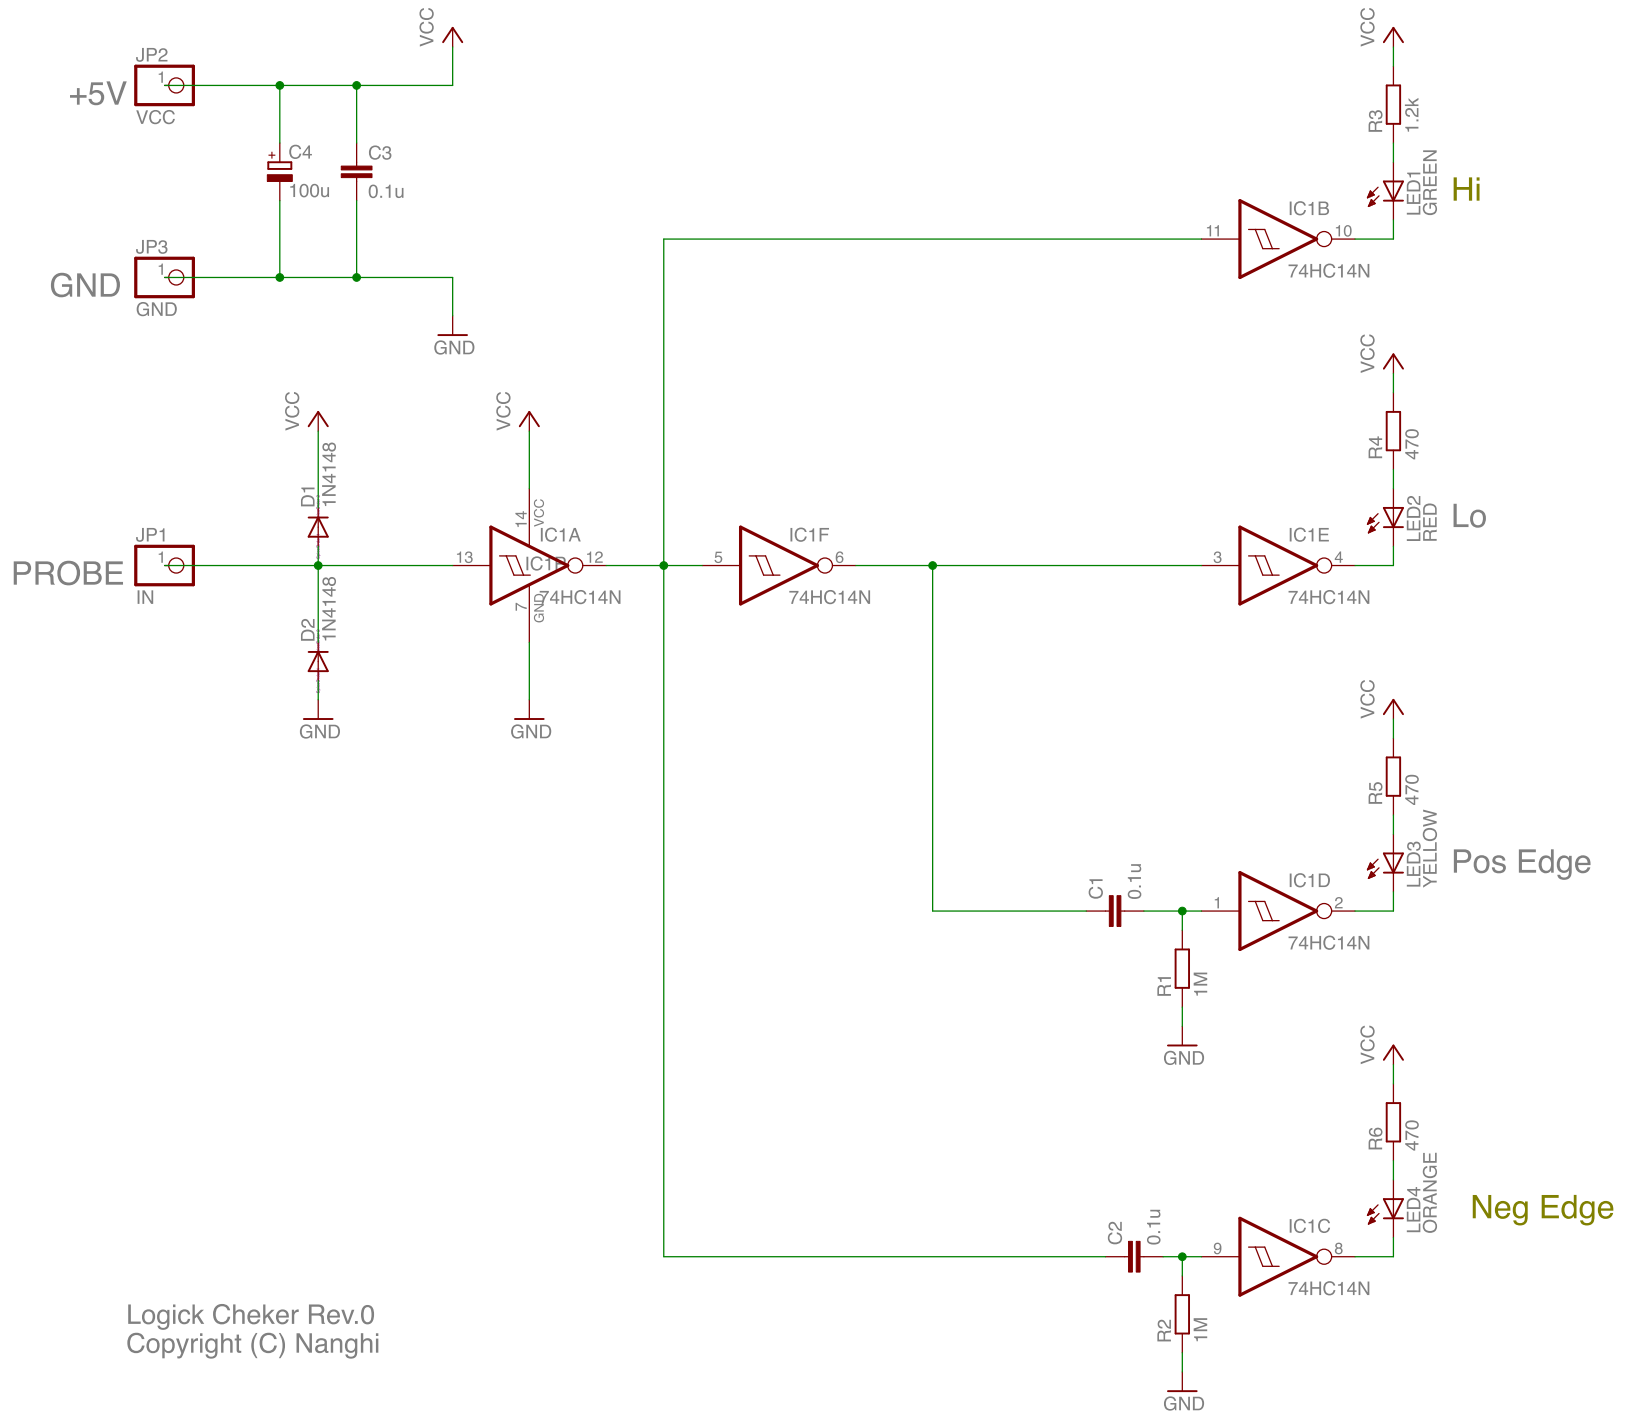 JP2
1
+5V
VCC
VCC
C4
+
100u
C3
0.1u
JP3
1
GND
GND
GND
VCC
D1
1N4148
JP1
1
PROBE
IN
D2
1N4148
GND
VCC
14
VCC
IC1A
13
12
7
GND
74HC14N
GND
IC1F
5
6
74HC14N
VCC
R3
1.2k
LED1
GREEN
Hi
IC1B
11
10
74HC14N
VCC
R4
470
LED2
RED
Lo
IC1E
3
4
74HC14N
VCC
R5
470
LED3
YELLOW
Pos Edge
C1
0.1u
IC1D
1
2
74HC14N
R1
1M
GND
VCC
R6
470
LED4
ORANGE
Neg Edge
C2
0.1u
IC1C
9
8
74HC14N
R2
1M
GND
Logick Cheker Rev.0
Copyright (C) Nanghi